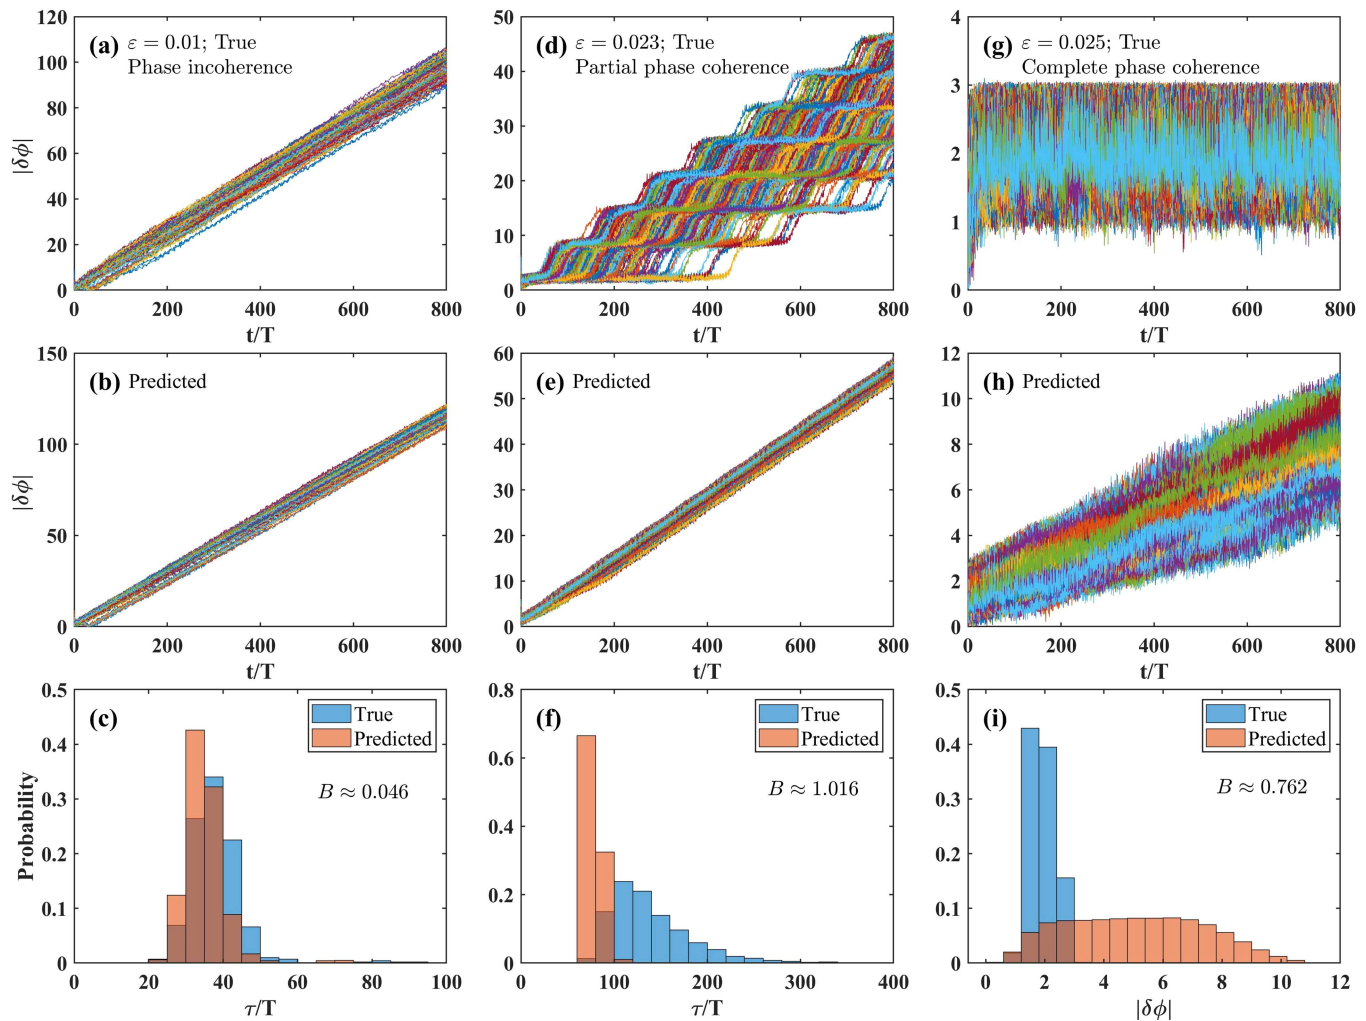 (a) ε = 0.01; True
Phase incoherence
120
100
80
60
40
20
0
|δϕ|
0 200 400 600 800
t/T
(d) ε = 0.023; True
Partial phase coherence
50
40
30
20
10
0
0 200 400 600 800
t/T
(g) ε = 0.025; True
Complete phase coherence
4
3
2
1
0
0 200 400 600 800
t/T
(b) Predicted
150
100
50
0
|δϕ|
0 200 400 600 800
t/T
(e) Predicted
60
50
40
30
20
10
0
0 200 400 600 800
t/T
(h) Predicted
12
10
8
6
4
2
0
0 200 400 600 800
t/T
(c)
True
Predicted
B ≈ 0.046
0.5
0.4
0.3
0.2
0.1
0
Probability
0 20 40 60 80 100
τ/T
(f)
True
Predicted
B ≈ 1.016
0.8
0.6
0.4
0.2
0
0 100 200 300 400
τ/T
(i)
True
Predicted
B ≈ 0.762
0.5
0.4
0.3
0.2
0.1
0
0 2 4 6 8 10 12
|δϕ|